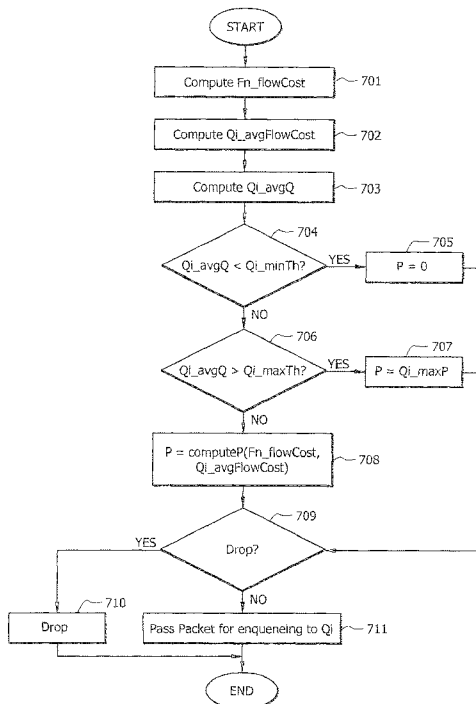 START
Compute Fn_flowCost
701
Compute Qi_avgFlowCost
702
Compute Qi_avgQ
703
704
Qi_avgQ < Qi_minTh?
YES
705
P = 0
NO
706
Qi_avgQ > Qi_maxTh?
YES
707
P = Qi_maxP
NO
P = computeP(Fn_flowCost,
Qi_avgFlowCost)
708
709
YES
Drop?
NO
710
Drop
Pass Packet for enqueneing to Qi
711
END